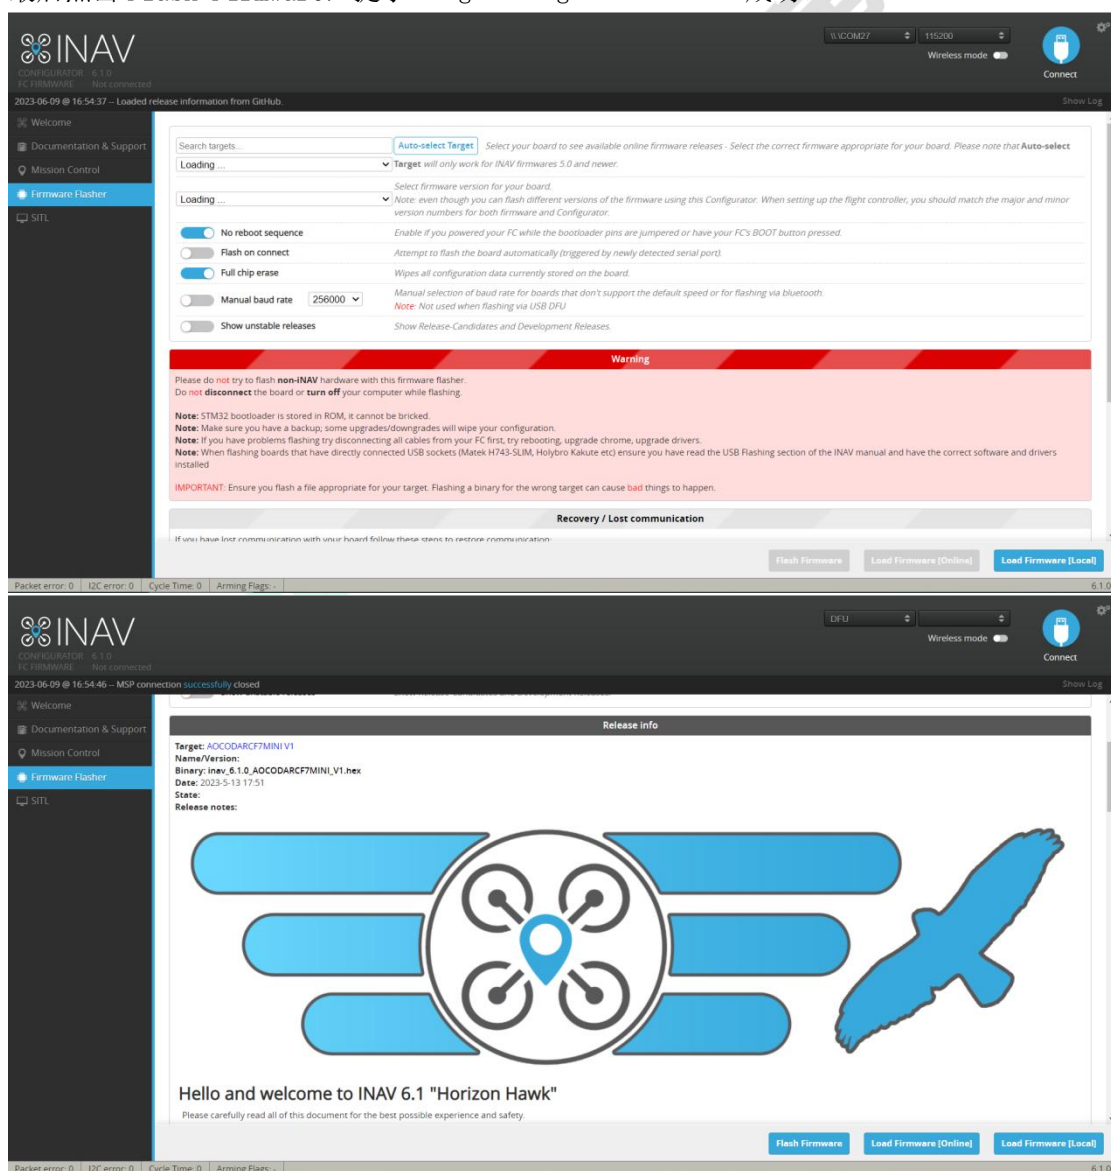 INAV
CONFIGURATOR 6.1.0
FC FIRMWARE Not connected
\\.\COM27
115200
Wireless mode
Connect
2023-06-09 @ 16:54:37 -- Loaded release information from GitHub.
Show Log
Welcome
Documentation & Support
Mission Control
Firmware Flasher
SITL
Search targets...
Auto-select Target
Select your board to see available online firmware releases - Select the correct firmware appropriate for your board. Please note that Auto-select
Loading ...
Target will only work for INAV firmwares 5.0 and newer.
Select firmware version for your board.
Loading ...
Note: even though you can flash different versions of the firmware using this Configurator. When setting up the flight controller, you should match the major and minor
version numbers for both firmware and Configurator.
No reboot sequence
Enable if you powered your FC while the bootloader pins are jumpered or have your FC's BOOT button pressed.
Flash on connect
Attempt to flash the board automatically (triggered by newly detected serial port).
Full chip erase
Wipes all configuration data currently stored on the board.
Manual baud rate 256000
Manual selection of baud rate for boards that don't support the default speed or for flashing via bluetooth.
Note: Not used when flashing via USB DFU
Show unstable releases
Show Release-Candidates and Development Releases.
Warning
Please do not try to flash non-iNAV hardware with this firmware flasher.
Do not disconnect the board or turn off your computer while flashing.
Note: STM32 bootloader is stored in ROM, it cannot be bricked.
Note: Make sure you have a backup; some upgrades/downgrades will wipe your configuration.
Note: If you have problems flashing try disconnecting all cables from your FC first, try rebooting, upgrade chrome, upgrade drivers.
Note: When flashing boards that have directly connected USB sockets (Matek H743-SLIM, Holybro Kakute etc) ensure you have read the USB Flashing section of the INAV manual and have the correct software and drivers
installed
IMPORTANT: Ensure you flash a file appropriate for your target. Flashing a binary for the wrong target can cause bad things to happen.
Recovery / Lost communication
If you have lost communication with your board follow these steps to restore communication:
Flash Firmware
Load Firmware [Online]
Load Firmware [Local]
Packet error: 0 I2C error: 0 Cycle Time: 0 Arming Flags: -
6.1.0
INAV
CONFIGURATOR 6.1.0
FC FIRMWARE Not connected
DFU
Wireless mode
Connect
2023-06-09 @ 16:54:46 -- MSP connection successfully closed
Show Log
Welcome
Documentation & Support
Mission Control
Firmware Flasher
SITL
Release info
Target: AOCODARCF7MINI V1
Name/Version:
Binary: inav_6.1.0_AOCODARCF7MINI_V1.hex
Date: 2023-5-13 17:51
State:
Release notes:
Hello and welcome to INAV 6.1 "Horizon Hawk"
Please carefully read all of this document for the best possible experience and safety.
Flash Firmware
Load Firmware [Online]
Load Firmware [Local]
Packet error: 0 I2C error: 0 Cycle Time: 0 Arming Flags: -
6.1.0